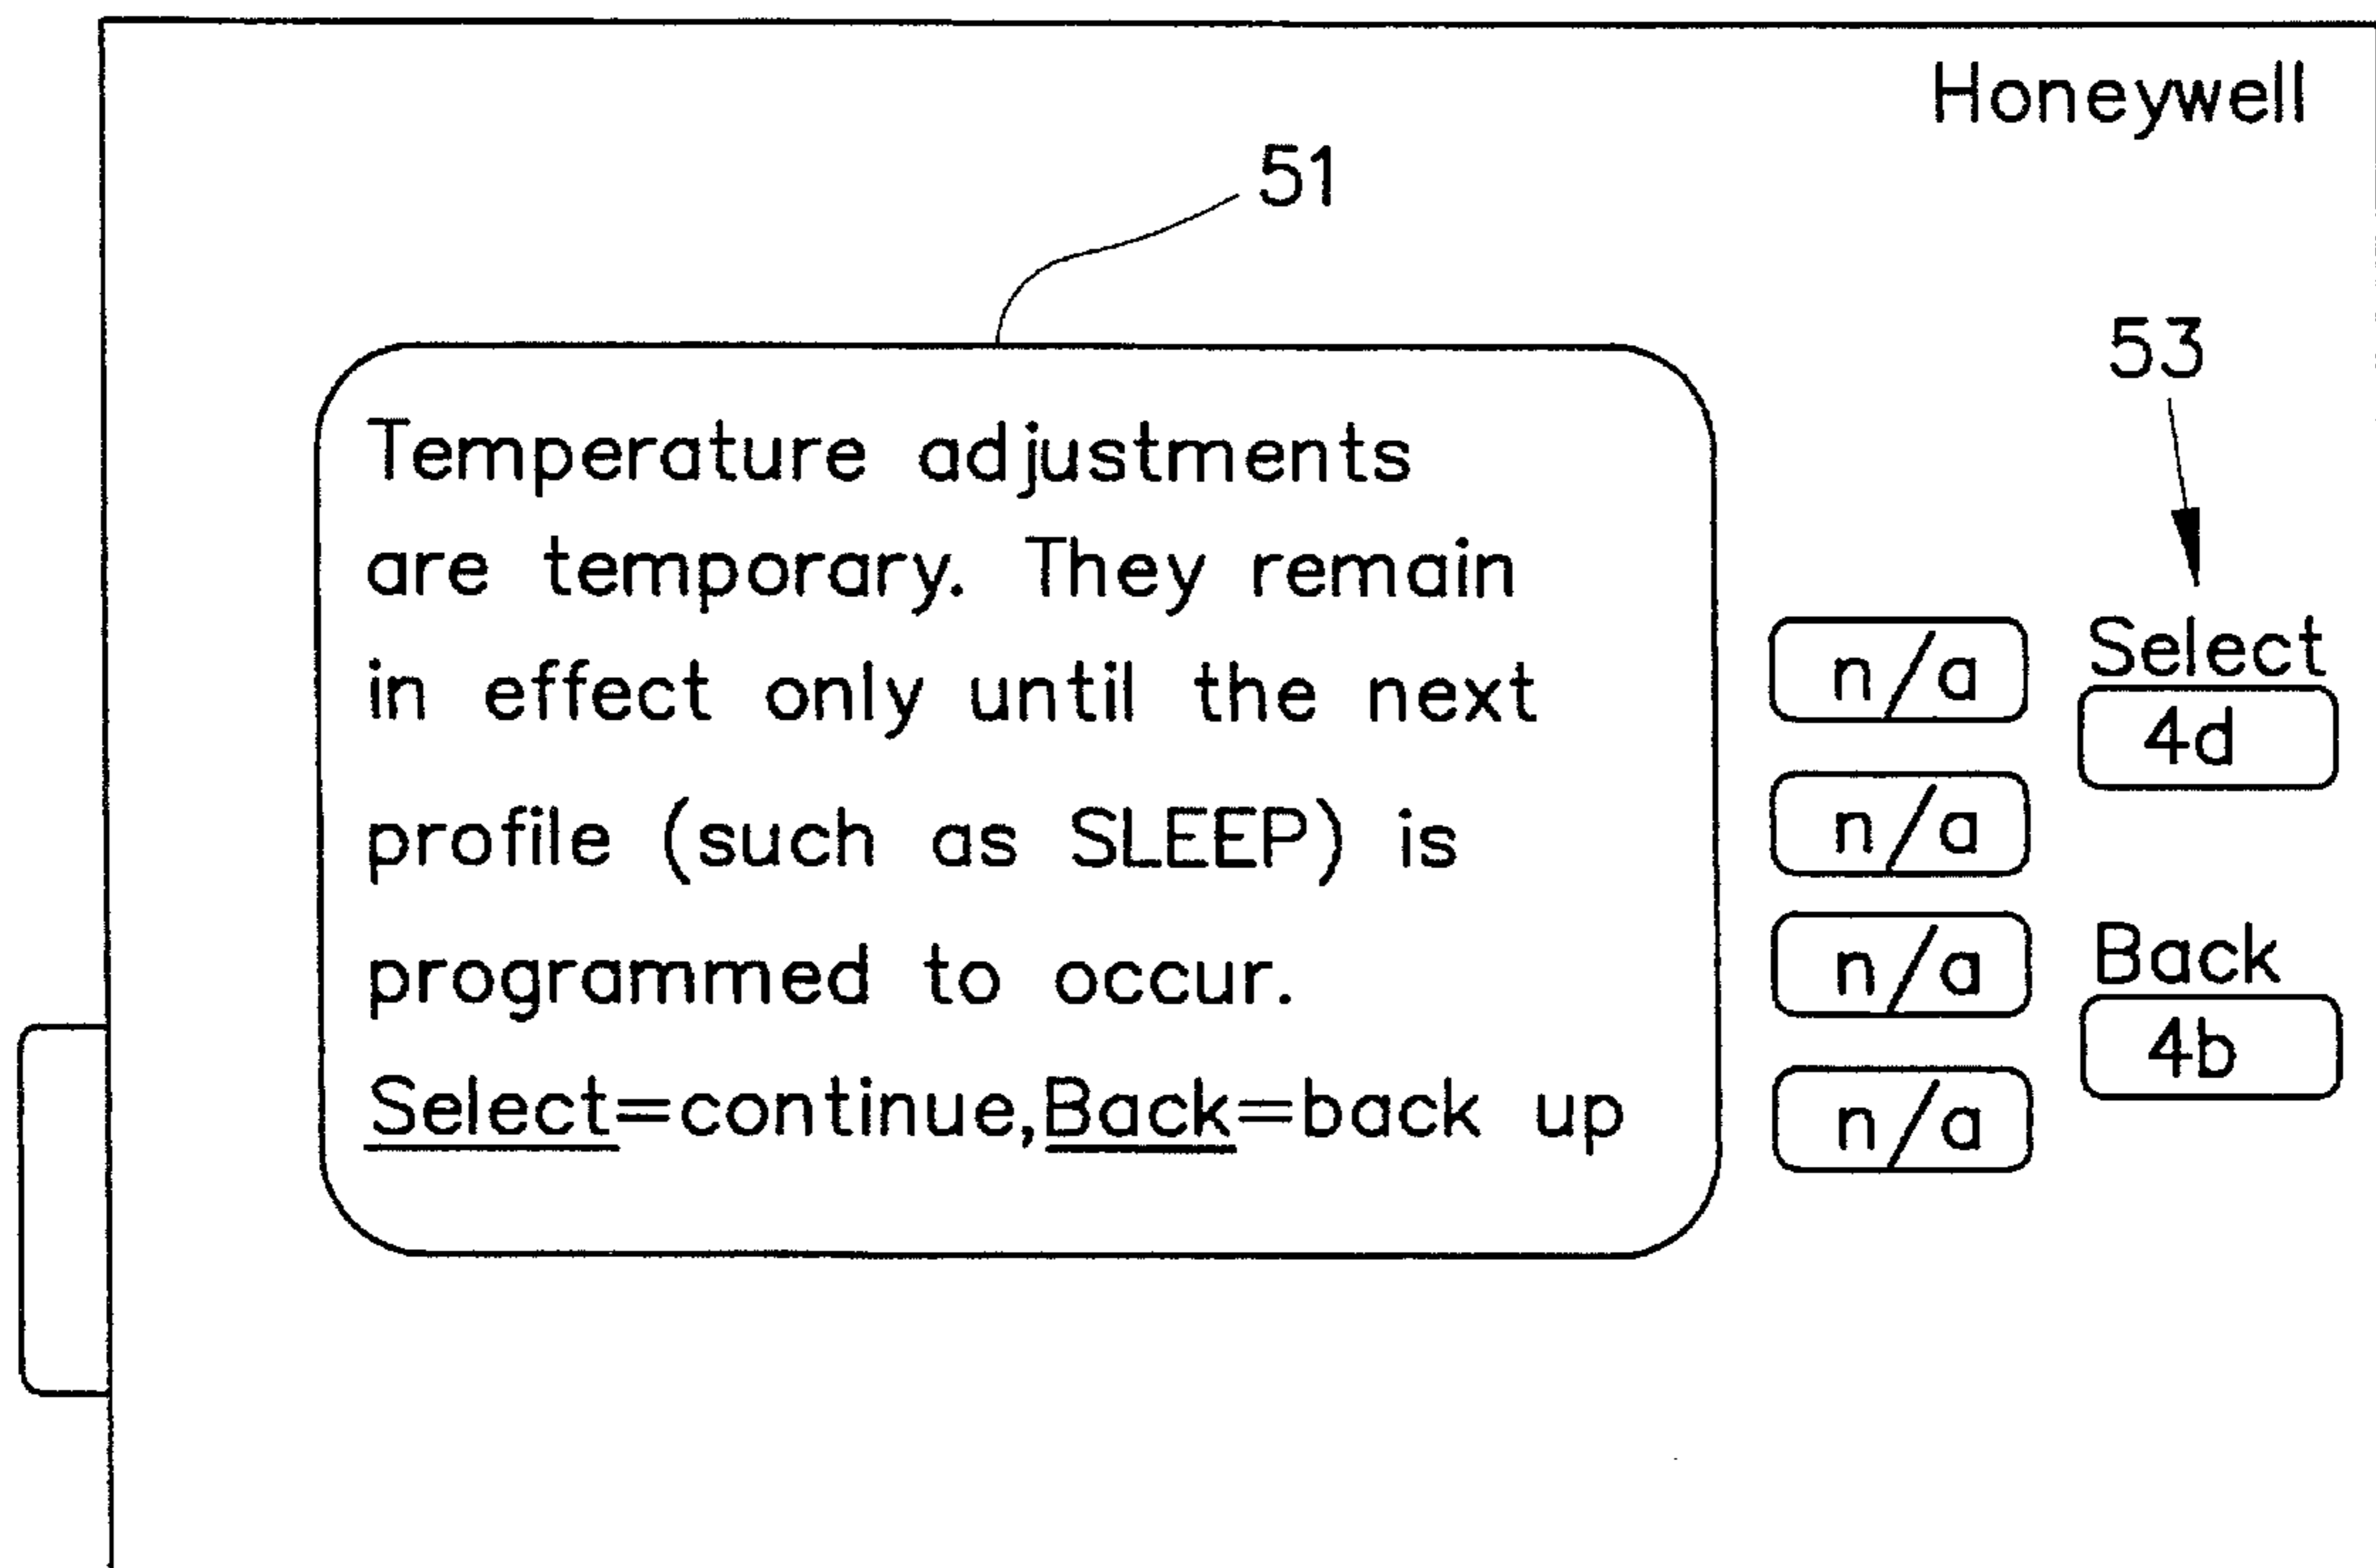 Honeywell
51
53
Temperature adjustments
are temporary. They remain
in effect only until the next
profile (such as SLEEP) is
programmed to occur.
Select=continue,Back=back up
n/a
n/a
n/a
n/a
Select
4d
Back
4b